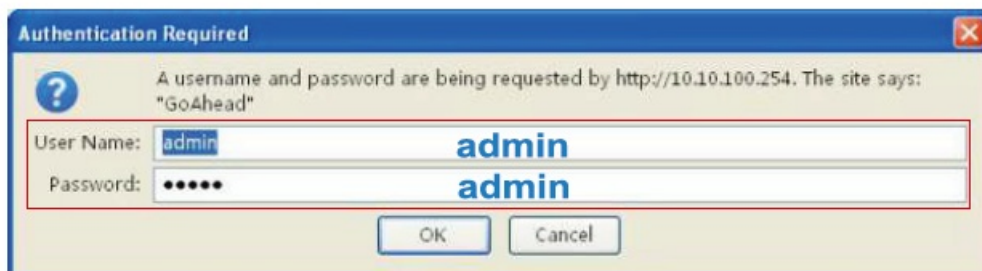 Authentication Required
A username and password are being requested by http://10.10.100.254. The site says:
"GoAhead"
User Name: admin admin
Password: ••••• admin
OK Cancel